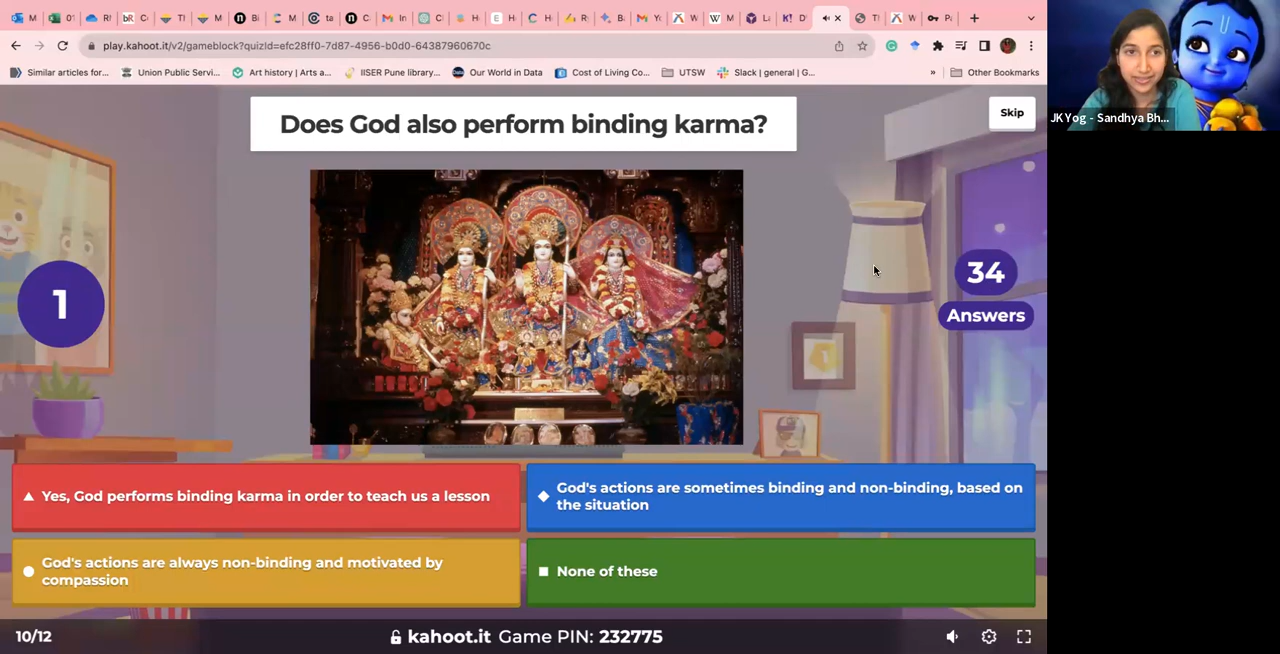 play.kahoot.it/v2/gameblock?quizId=efc28ff0-7d87-4956-b0d0-64387960670c
Similar articles for...
Union Public Servi...
Art history | Arts a...
IISER Pune library...
Our World in Data
Cost of Living Co...
UTSW
Slack | general | G...
»
Other Bookmarks
Does God also perform binding karma?
Skip
JKYog - Sandhya Bh...
1
34
Answers
Yes, God performs binding karma in order to teach us a lesson
God's actions are sometimes binding and non-binding, based on
the situation
God's actions are always non-binding and motivated by
compassion
None of these
10/12
kahoot.it Game PIN: 232775